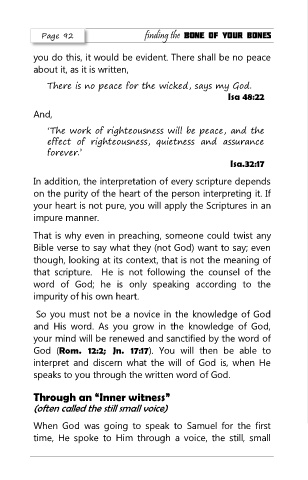 Page 92
finding the BONE OF YOUR BONES
you do this, it would be evident. There shall be no peace
about it, as it is written,
There is no peace for the wicked, says my God.
Isa 48:22
And,
'The work of righteousness will be peace, and the
effect of righteousness, quietness and assurance
forever.'
Isa.32:17
In addition, the interpretation of every scripture depends
on the purity of the heart of the person interpreting it. If
your heart is not pure, you will apply the Scriptures in an
impure manner.
That is why even in preaching, someone could twist any
Bible verse to say what they (not God) want to say; even
though, looking at its context, that is not the meaning of
that scripture. He is not following the counsel of the
word of God; he is only speaking according to the
impurity of his own heart.
So you must not be a novice in the knowledge of God
and His word. As you grow in the knowledge of God,
your mind will be renewed and sanctified by the word of
God (Rom. 12:2; Jn. 17:17). You will then be able to
interpret and discern what the will of God is, when He
speaks to you through the written word of God.
Through an "Inner witness"
(often called the still small voice)
When God was going to speak to Samuel for the first
time, He spoke to Him through a voice, the still, small